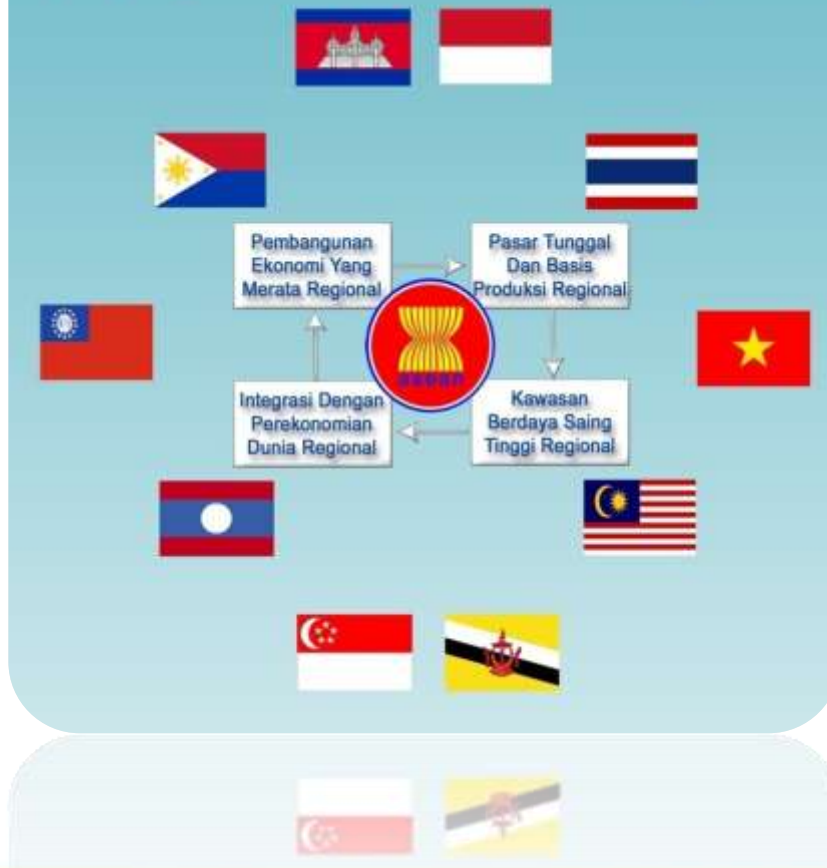 Pembangunan
Ekonomi Yang
Merata Regional
Pasar Tunggal
Dan Basis
Produksi Regional
asean
Integrasi Dengan
Perekonomian
Dunia Regional
Kawasan
Berdaya Saing
Tinggi Regional